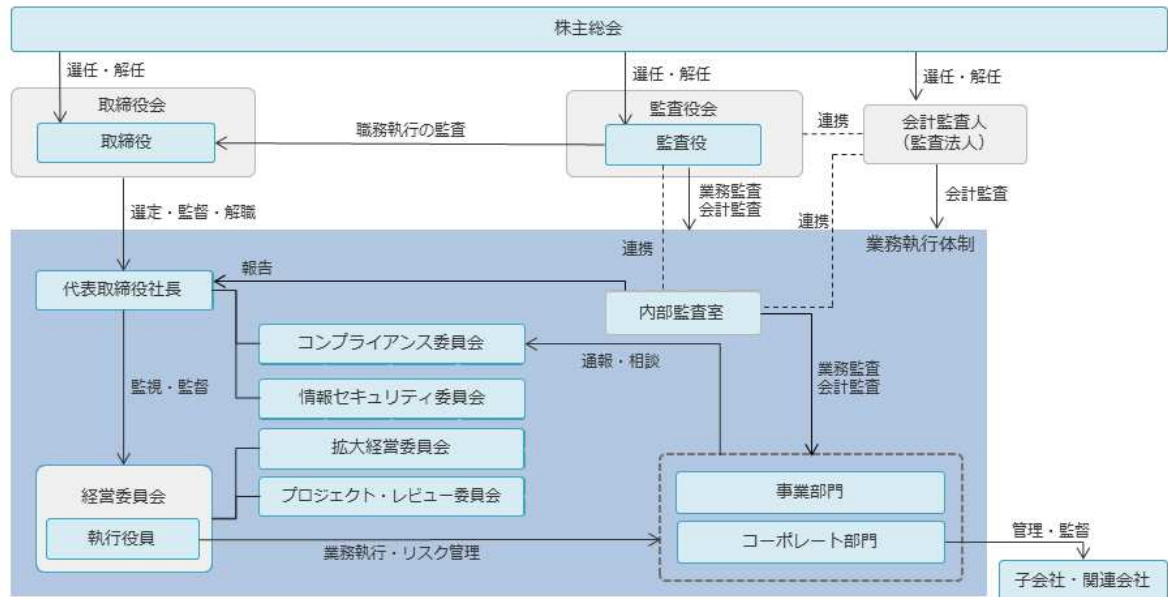 株主総会
選任・解任
選任・解任
選任・解任
取締役会
取締役
職務執行の監査
監査役会
監査役
連携
会計監査人
（監査法人）
選定・監督・解職
業務監査
会計監査
連携
連携
会計監査
業務執行体制
代表取締役社長
報告
内部監査室
コンプライアンス委員会
通報・相談
業務監査
会計監査
監視・監督
情報セキュリティ委員会
拡大経営委員会
経営委員会
プロジェクト・レビュー委員会
執行役員
業務執行・リスク管理
事業部門
コーポレート部門
管理・監督
子会社・関連会社